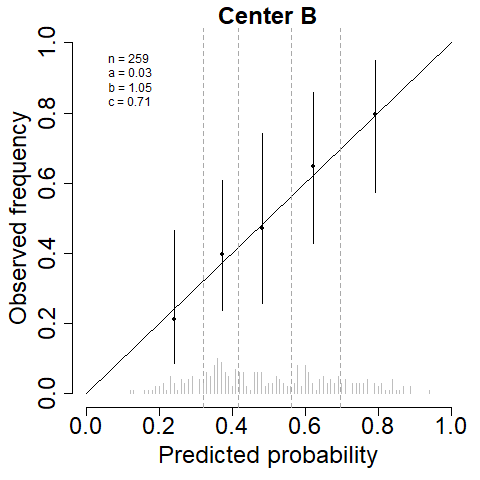 Center B
n = 259
a = 0.03
b = 1.05
c = 0.71
Observed frequency
1.0
0.8
0.6
0.4
0.2
0.0
0.0 0.2 0.4 0.6 0.8 1.0
Predicted probability